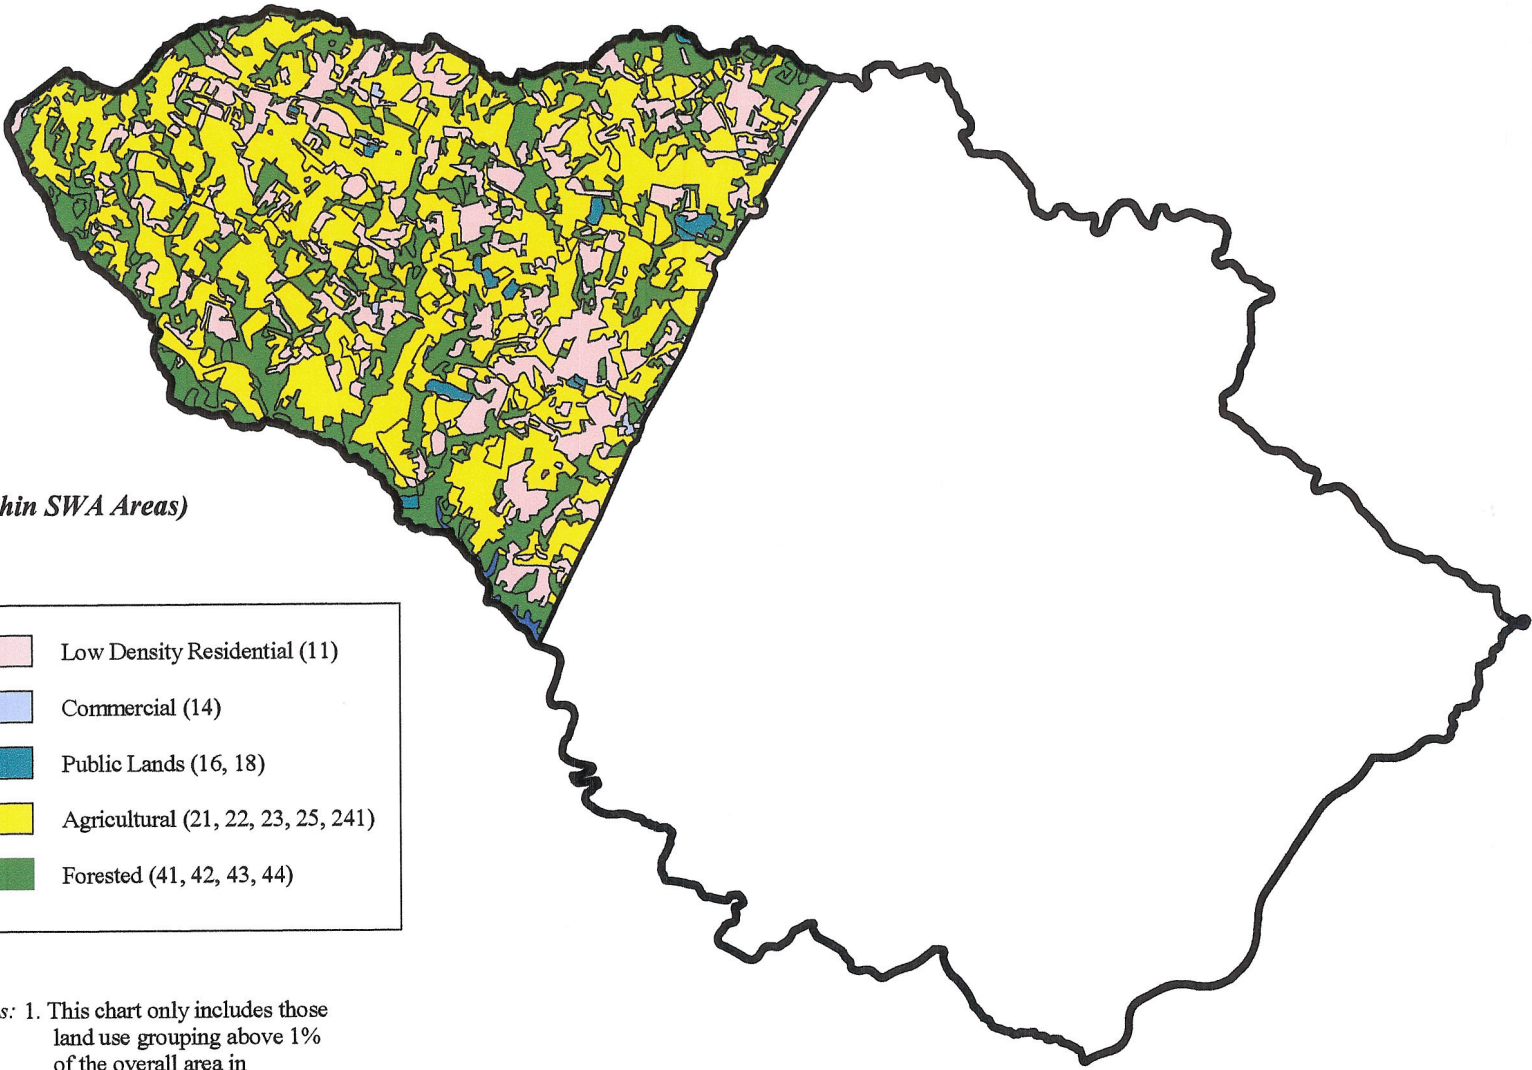 hin SWA Areas)
Low Density Residential (11)
Commercial (14)
Public Lands (16, 18)
Agricultural (21, 22, 23, 25, 241)
Forested (41, 42, 43, 44)
s: 1. This chart only includes those
land use grouping above 1%
of the overall area in